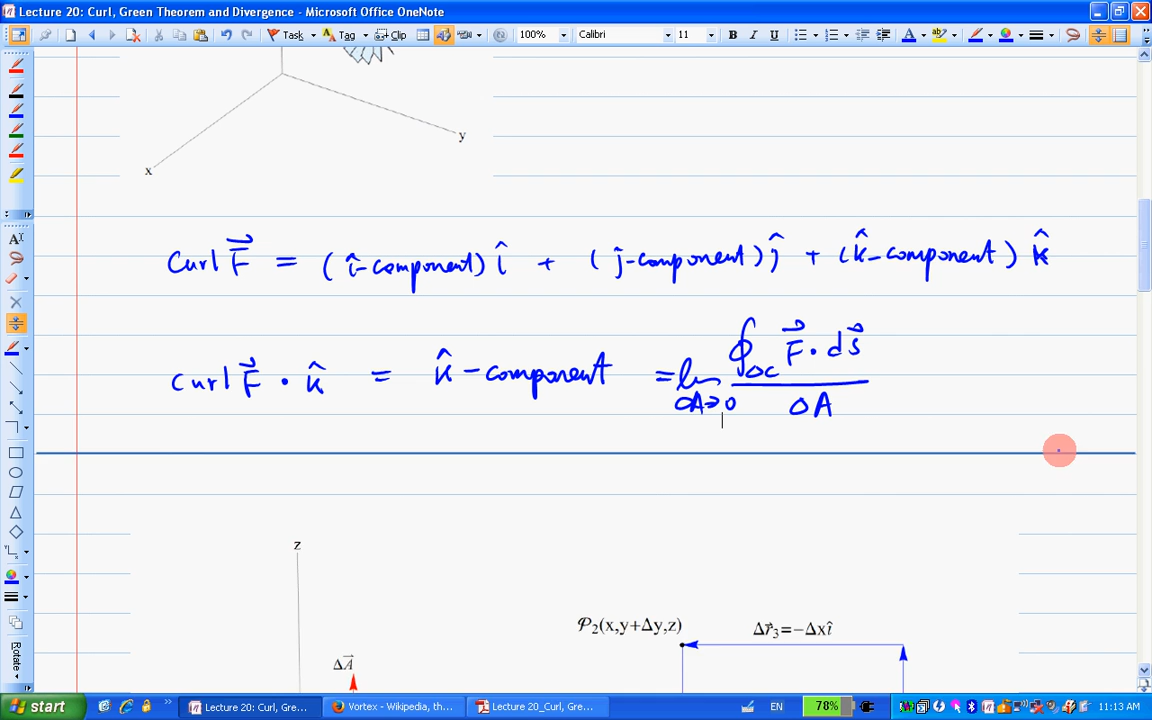 Lecture 20: Curl, Green Theorem and Divergence - Microsoft Office OneNote
Task Tag Clip 100% Calibri 11 B I U
x
y
Curl F⃗ = (î-component) î + (ĵ-component) ĵ + (k̂-component) k̂
Curl F⃗ · k̂ = k̂-component = lim ΔA→0 ∮ΔC F⃗ · ds⃗ / ΔA
z
P₂(x,y+Δy,z)
Δr⃗₃=−Δxî
ΔA⃗
Rotate
start
Lecture 20: Curl, Gre...
Vortex - Wikipedia, th...
Lecture 20_Curl, Gre...
EN
78%
11:13 AM